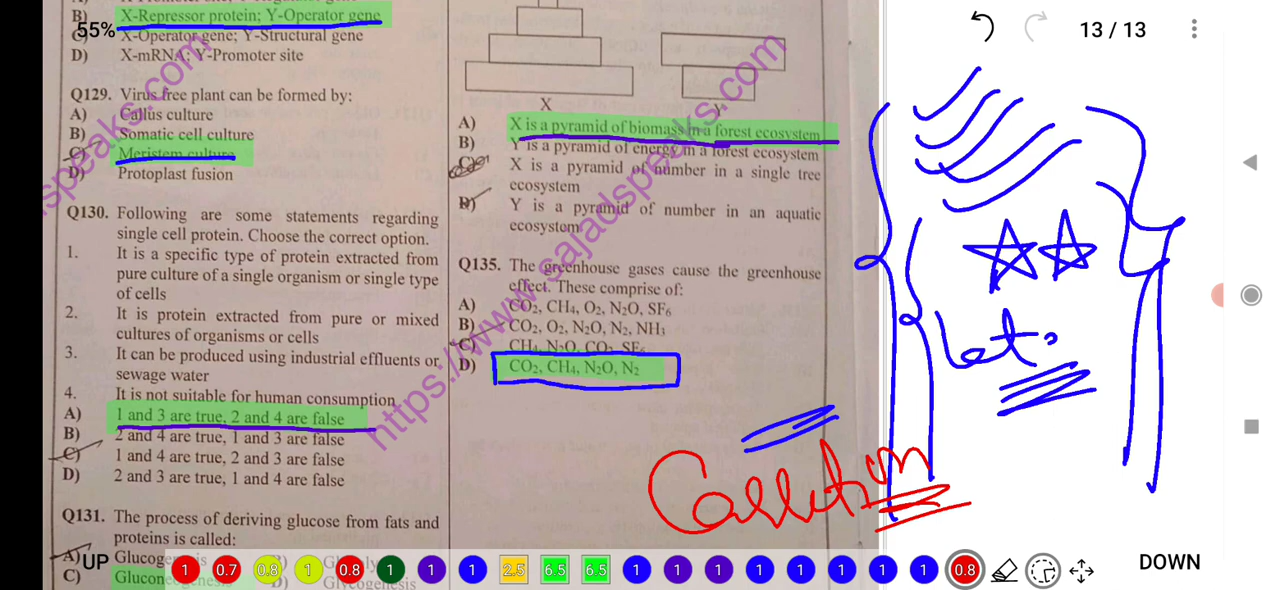 B) X-Repressor protein; Y-Operator gene
55%
C) X-Operator gene; Y-Structural gene
D) X-mRNA; Y-Promoter site
Q129. Virus free plant can be formed by:
A) Callus culture
B) Somatic cell culture
C) Meristem culture
D) Protoplast fusion
Q130. Following are some statements regarding
single cell protein. Choose the correct option.
1. It is a specific type of protein extracted from
pure culture of a single organism or single type
of cells
2. It is protein extracted from pure or mixed
cultures of organisms or cells
3. It can be produced using industrial effluents or
sewage water
4. It is not suitable for human consumption
A) 1 and 3 are true, 2 and 4 are false
B) 2 and 4 are true, 1 and 3 are false
C) 1 and 4 are true, 2 and 3 are false
D) 2 and 3 are true, 1 and 4 are false
Q131. The process of deriving glucose from fats and
proteins is called:
X
Y
A) X is a pyramid of biomass in a forest ecosystem
B) Y is a pyramid of energy in a forest ecosystem
C) X is a pyramid of number in a single tree
ecosystem
D) Y is a pyramid of number in an aquatic
ecosystem
Q135. The greenhouse gases cause the greenhouse
effect. These comprise of:
A) CO₂, CH₄, O₂, N₂O, SF₆
B) CO₂, O₂, N₂O, N₂, NH₃
C) CH₄, N₂O, CO₂, SF₆
D) CO₂, CH₄, N₂O, N₂
https://www.sajadspeaks.com
13 / 13
UP
1 0.7 0.8 1 0.8 1 1 1 2.5 6.5 6.5 1 1 1 1 1 1 1 1 0.8
DOWN